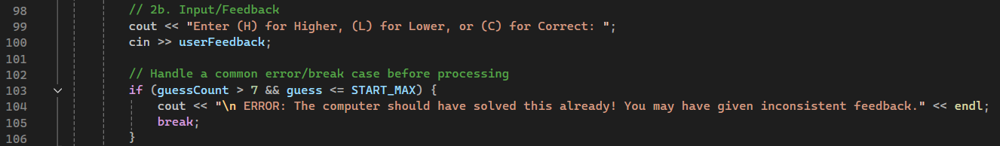 98 // 2b. Input/Feedback
99 cout << "Enter (H) for Higher, (L) for Lower, or (C) for Correct: ";
100 cin >> userFeedback;
101
102 // Handle a common error/break case before processing
103 if (guessCount > 7 && guess <= START_MAX) {
104 cout << "\n ERROR: The computer should have solved this already! You may have given inconsistent feedback." << endl;
105 break;
106 }